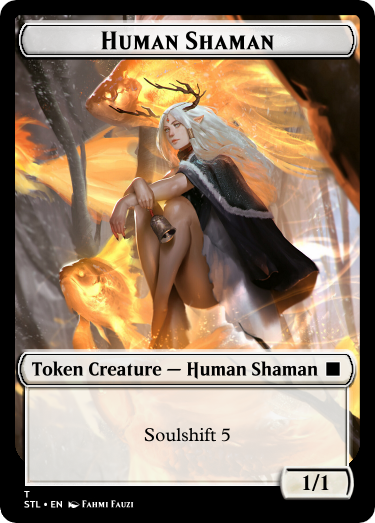 Human Shaman
Token Creature — Human Shaman
Soulshift 5
1/1
T
STL • EN Fahmi Fauzi